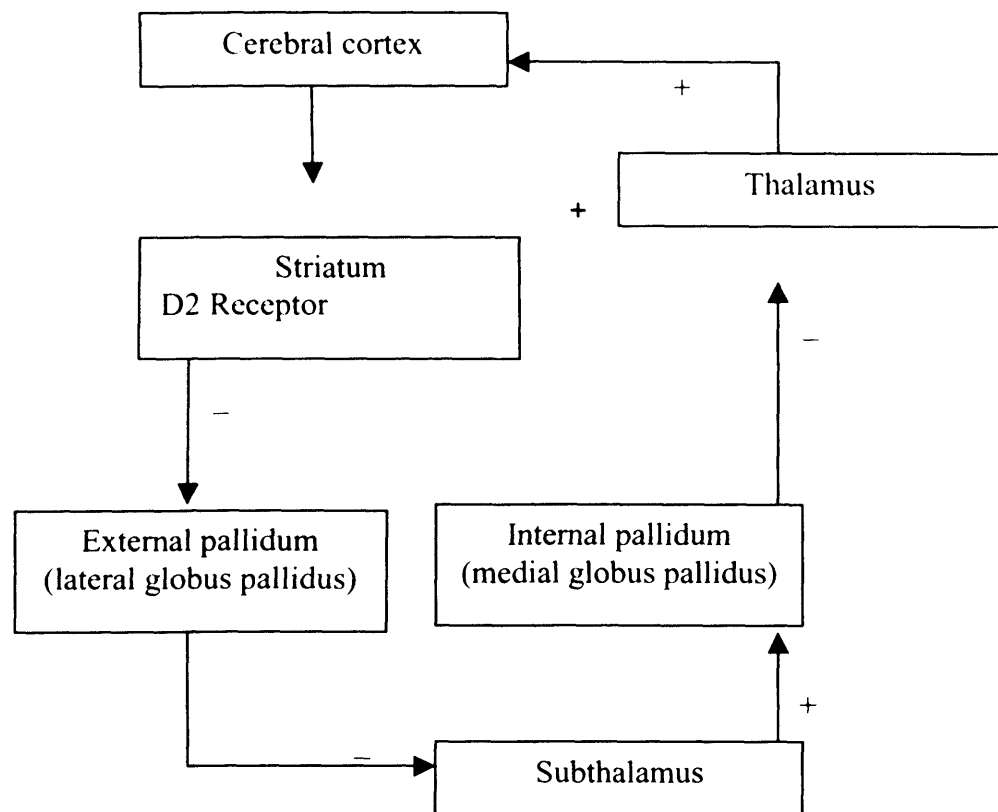 Cerebral cortex
+
Thalamus
+
Striatum
D2 Receptor
−
−
External pallidum
(lateral globus pallidus)
Internal pallidum
(medial globus pallidus)
+
−
Subthalamus